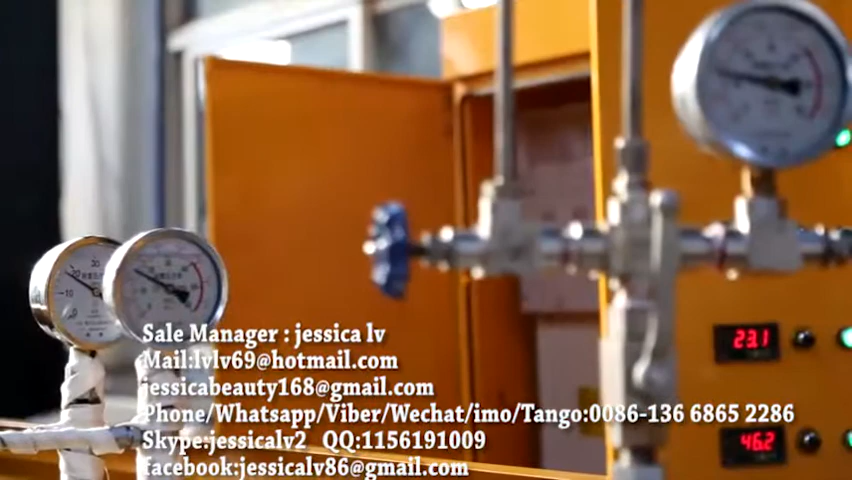 23.1
Sale Manager : jessica lv
Mail:lvlv69@hotmail.com
jessicabeauty168@gmail.com
Phone/Whatsapp/Viber/Wechat/imo/Tango:0086-136 6865 2286
46.2
Skype:jessicalv2 QQ:1156191009
facebook:jessicalv86@gmail.com